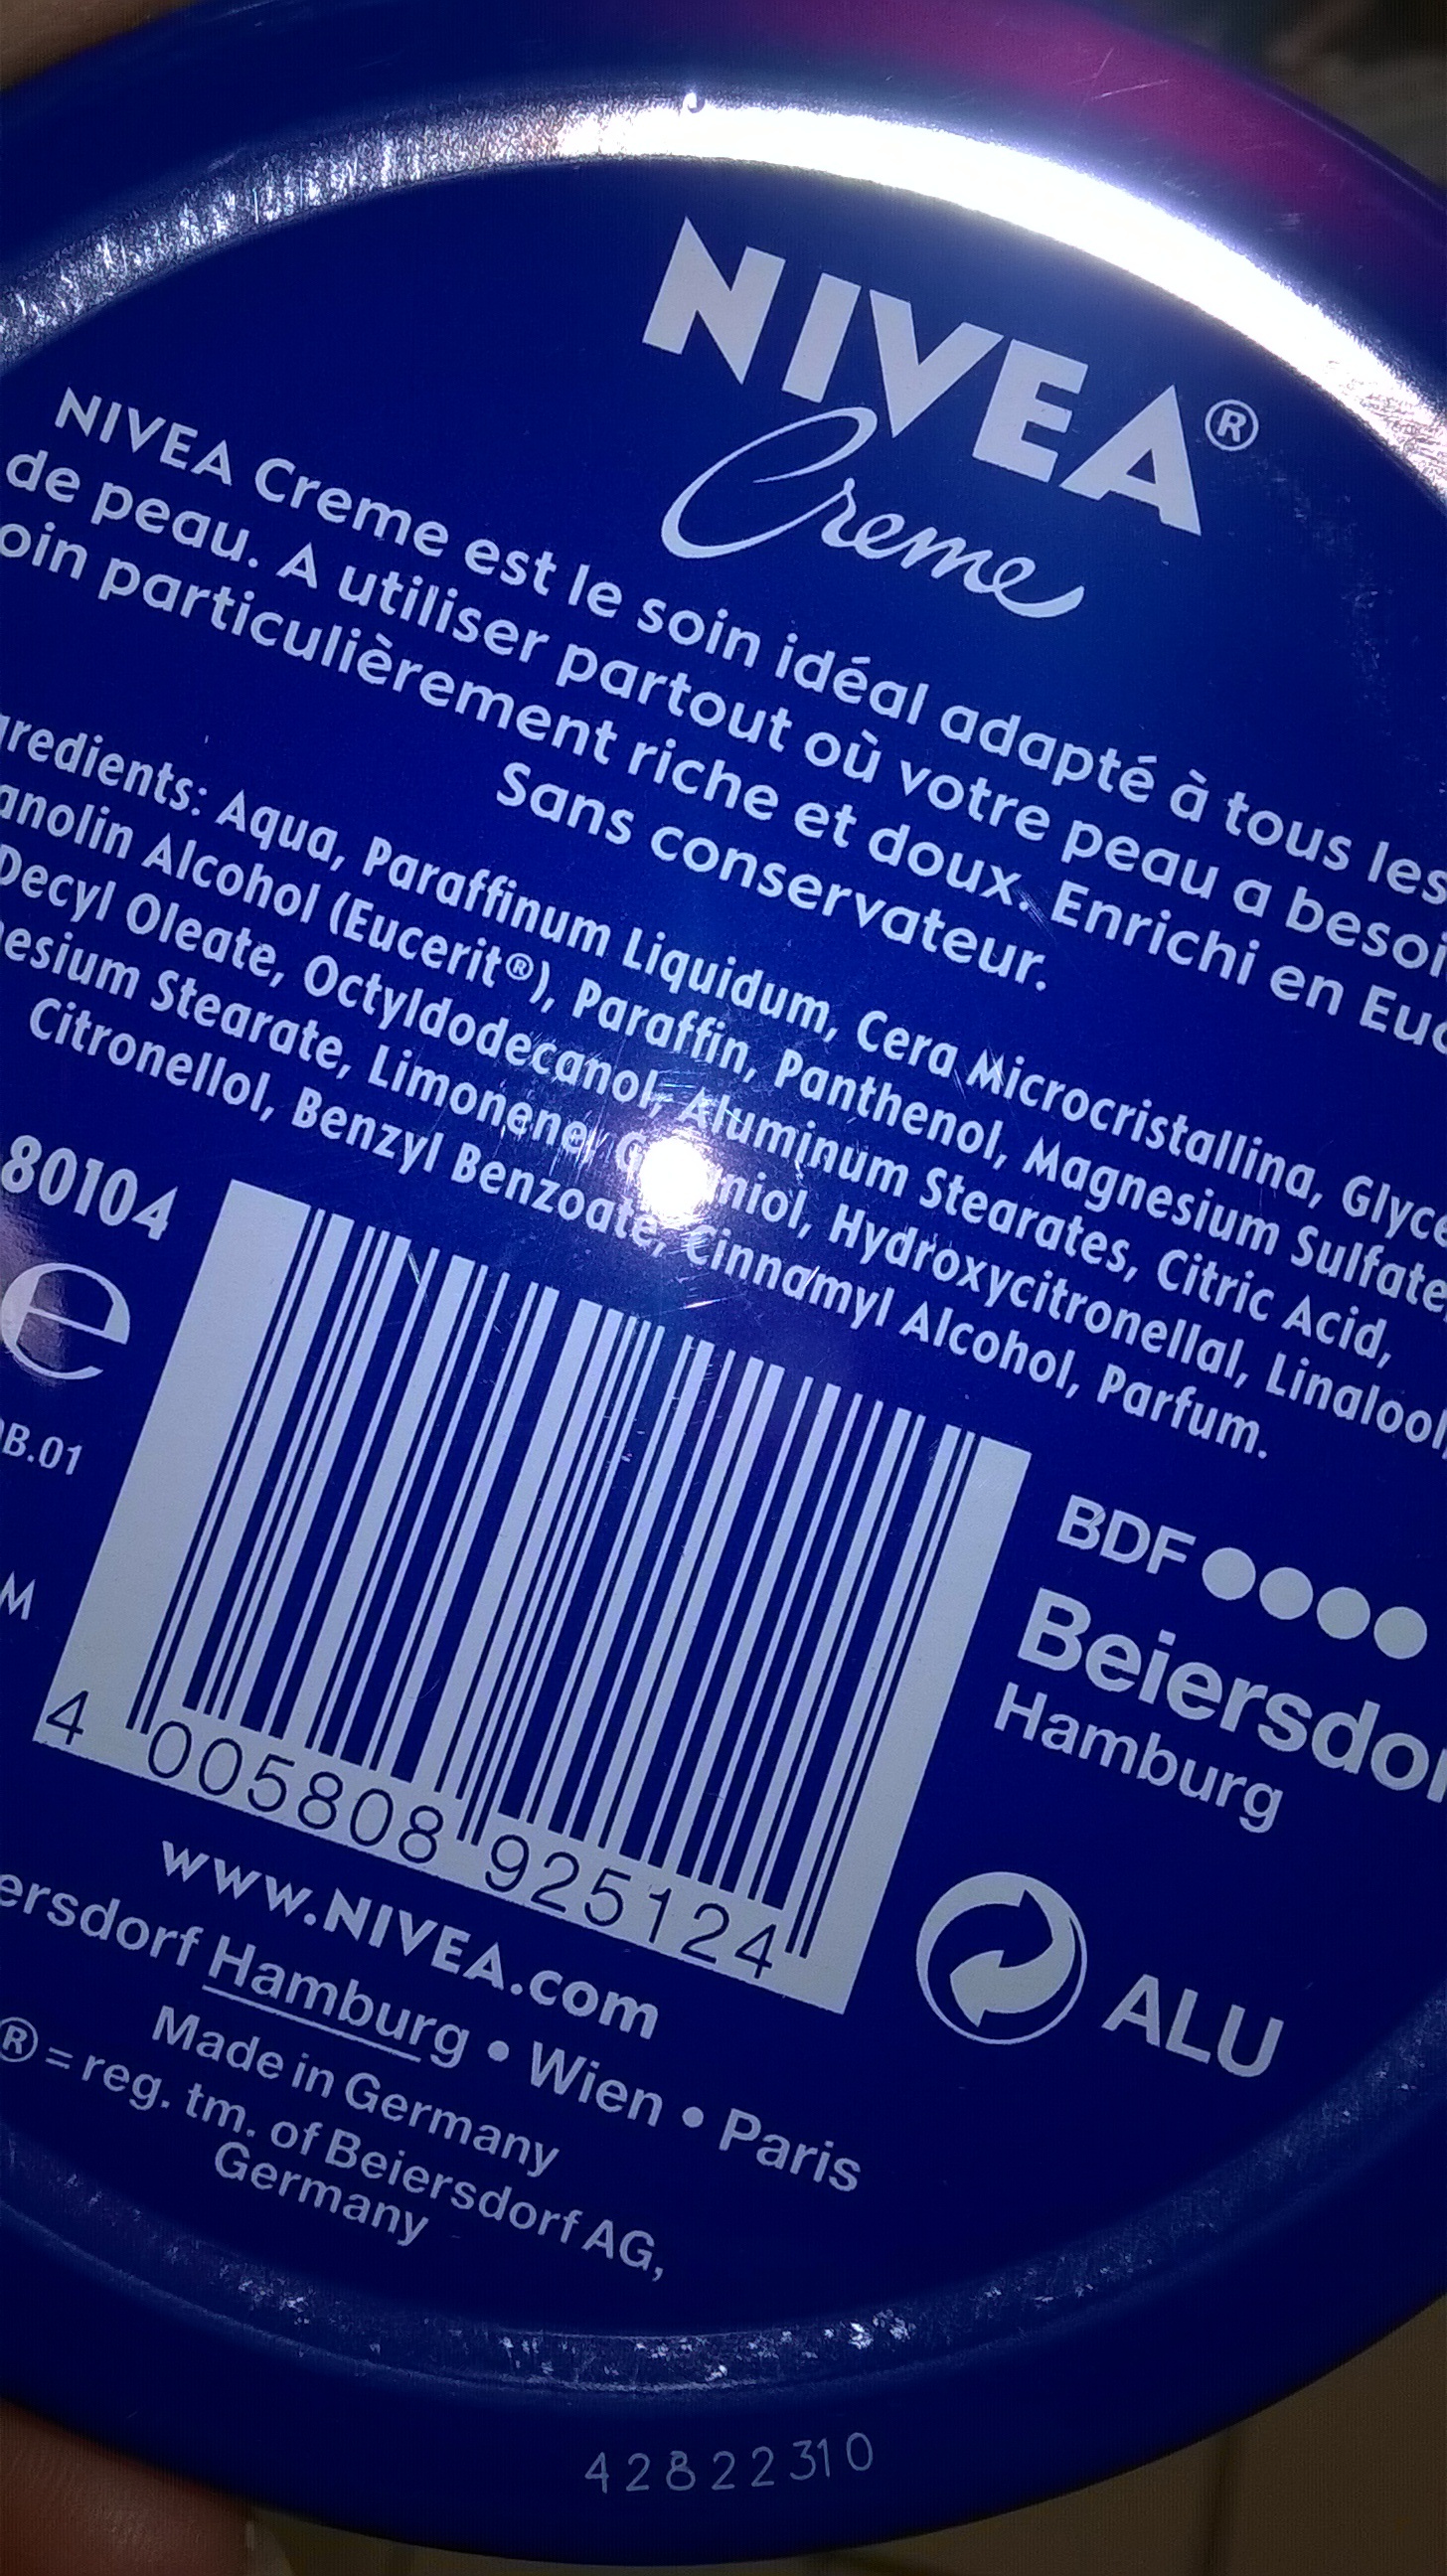 NIVEA®
Creme
NIVEA Creme est le soin idéal adapté à tous les
de peau. A utiliser partout où votre peau a besoi
oin particulièrement riche et doux. Enrichi en Euc
Sans conservateur.
gredients: Aqua, Paraffinum Liquidum, Cera Microcristallina, Glyce
anolin Alcohol (Eucerit®), Paraffin, Panthenol, Magnesium Sulfate,
Decyl Oleate, Octyldodecanol, Aluminum Stearates, Citric Acid,
esium Stearate, Limonene, Geraniol, Hydroxycitronellal, Linalool,
Citronellol, Benzyl Benzoate, Cinnamyl Alcohol, Parfum.
80104
e
B.01
M
4 005808 925124
BDF ●●●●
Beiersdor
Hamburg
ALU
www.NIVEA.com
ersdorf Hamburg • Wien • Paris
Made in Germany
® = reg. tm. of Beiersdorf AG,
Germany
42822310